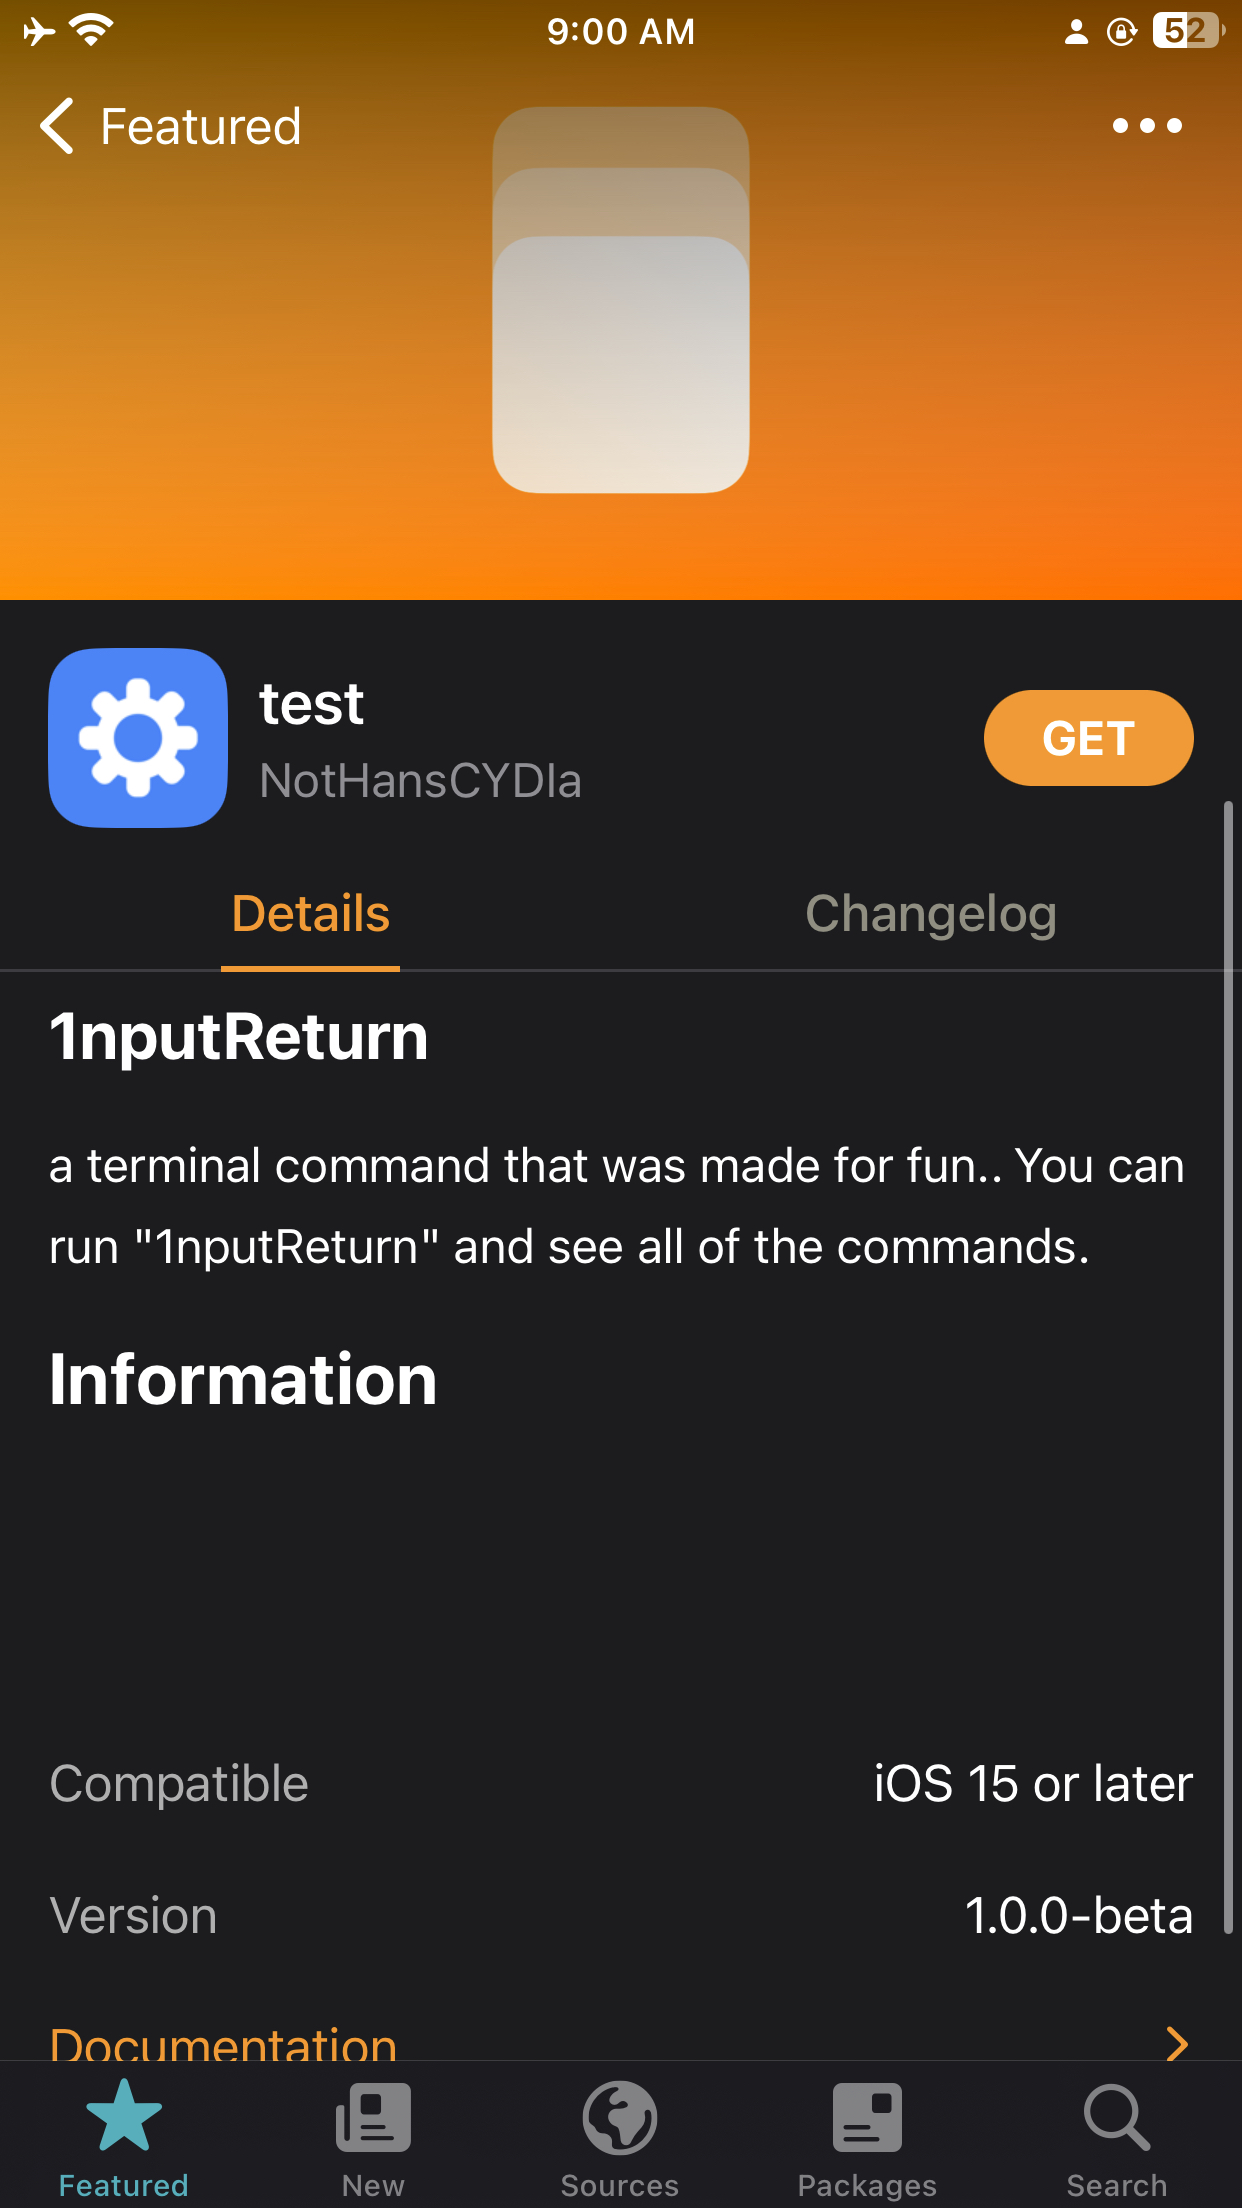 9:00 AM
52
Featured
test
NotHansCYDIa
GET
Details
Changelog
1nputReturn
a terminal command that was made for fun.. You can
run "1nputReturn" and see all of the commands.
Information
Compatible
iOS 15 or later
Version
1.0.0-beta
Documentation
Featured
New
Sources
Packages
Search